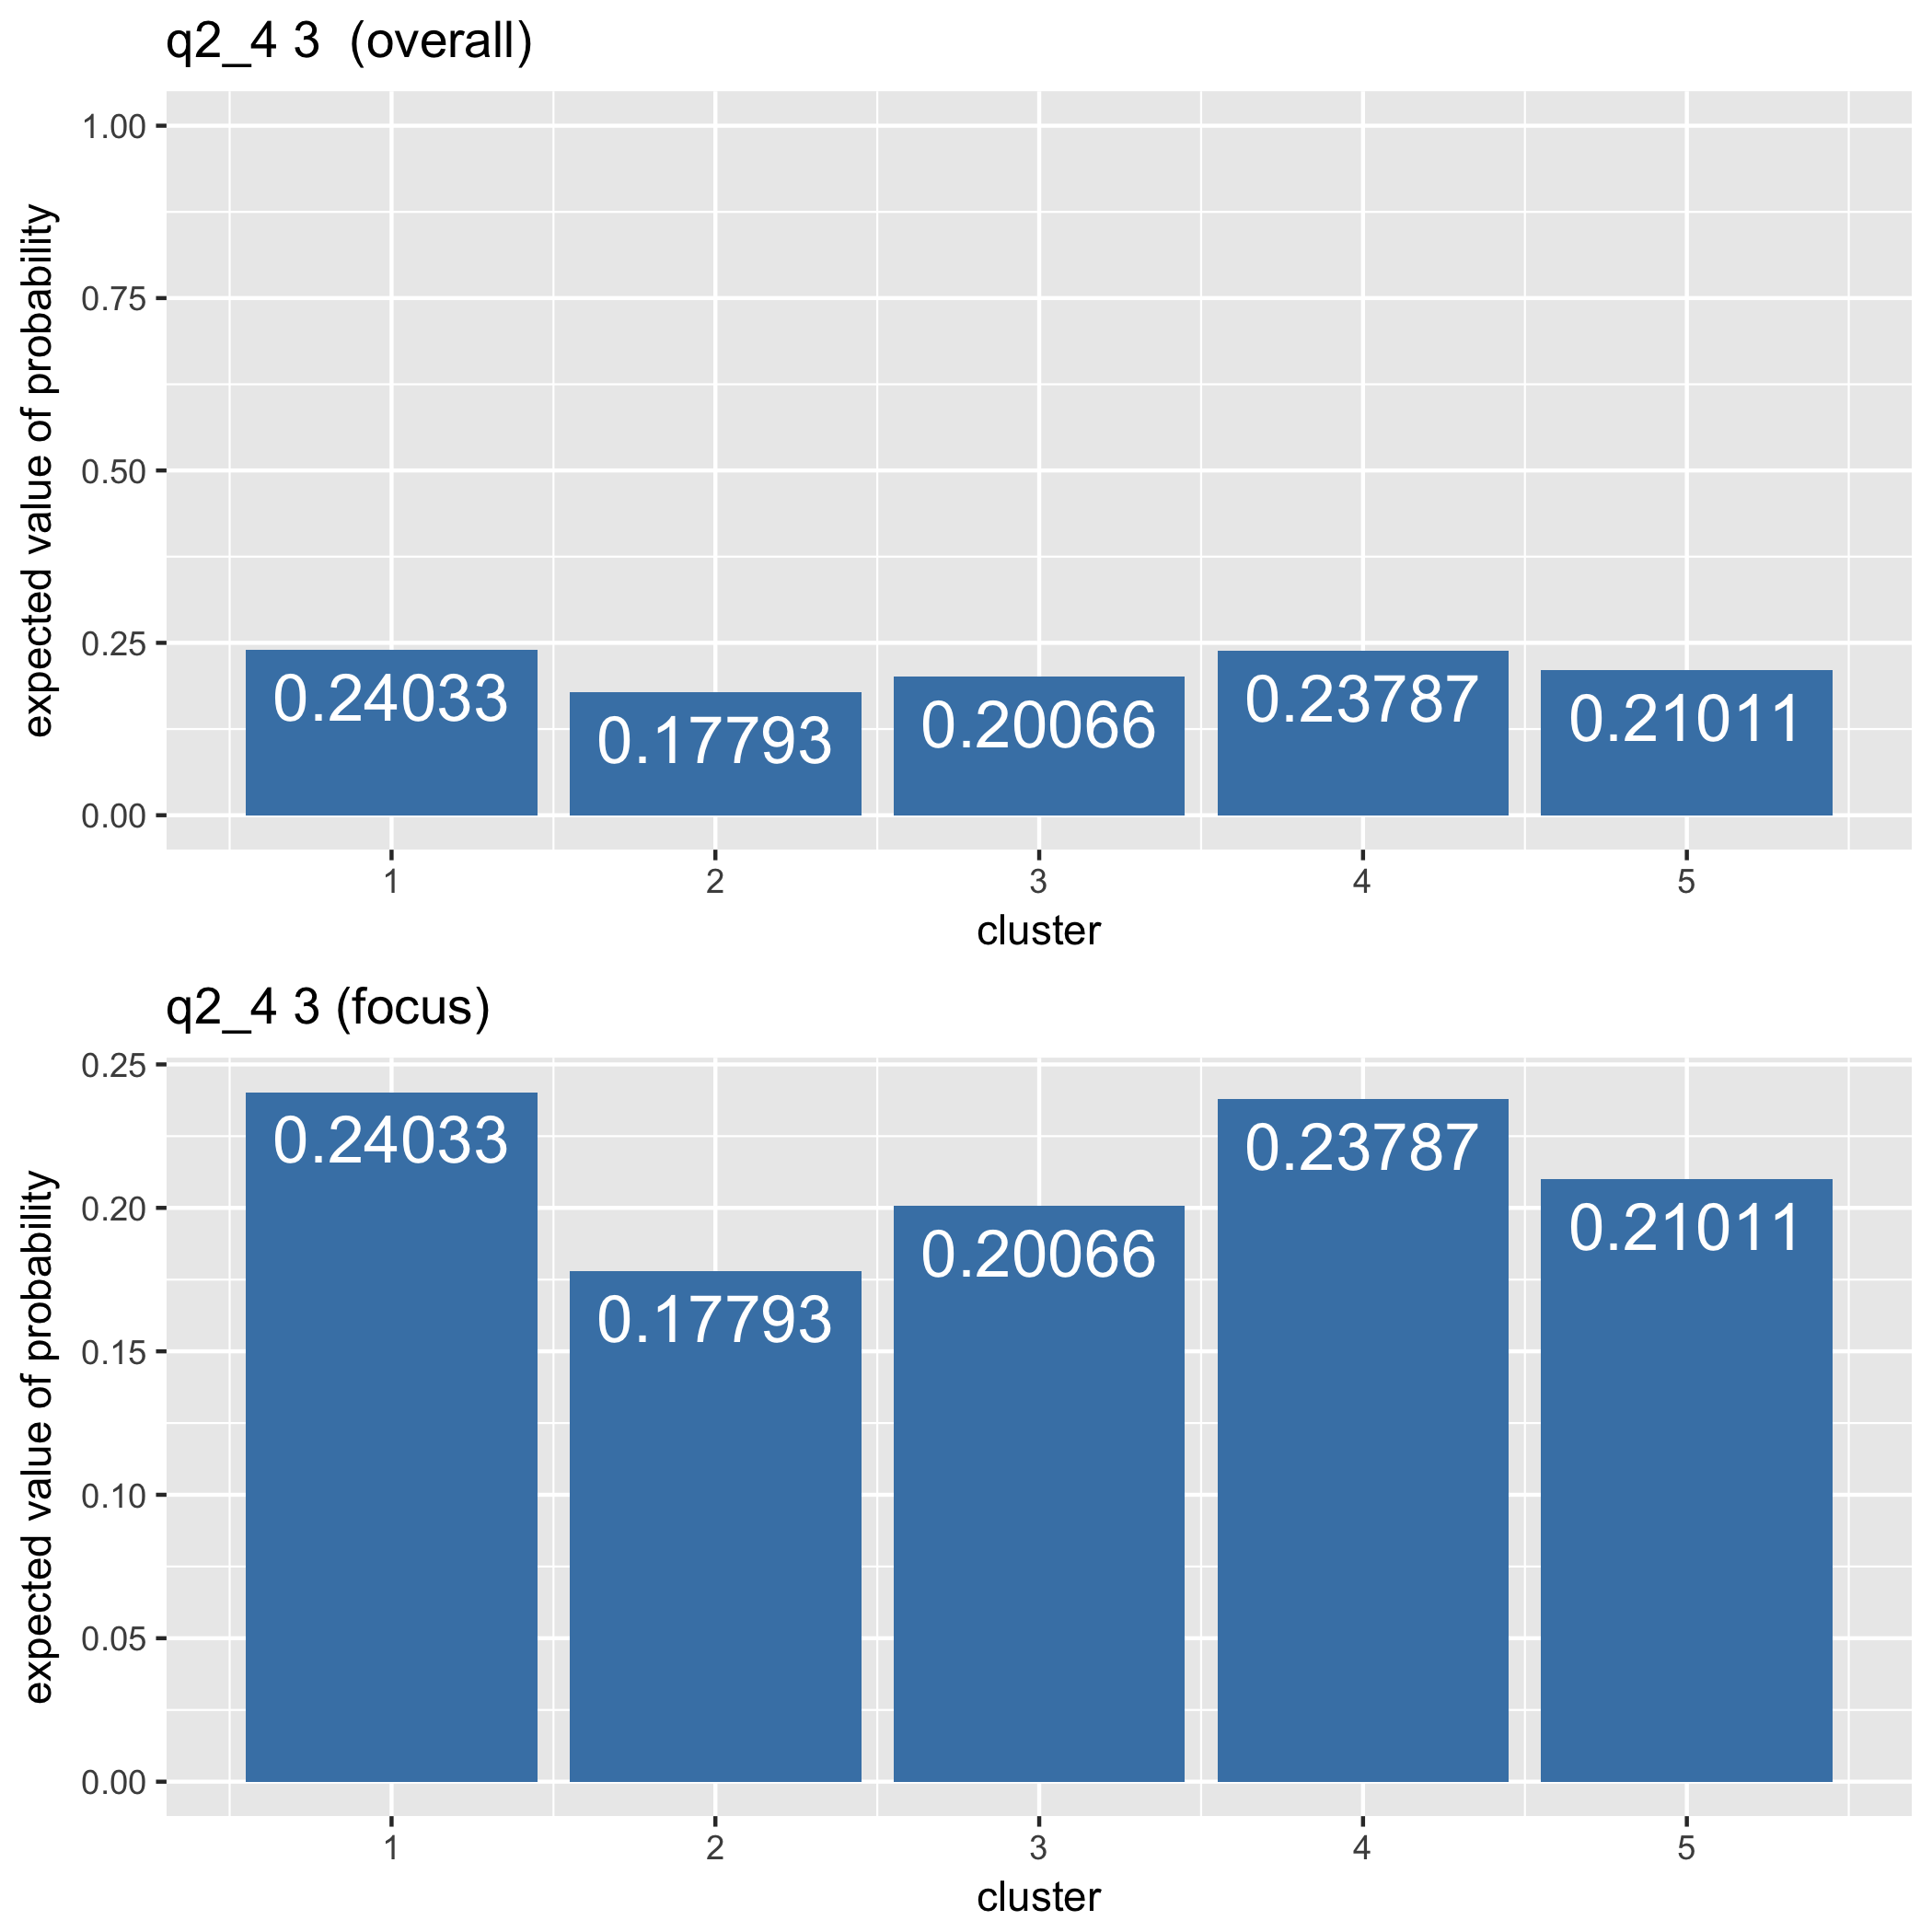 q2_4 3  (overall)
expected value of probability
1.00
0.75
0.50
0.25
0.00
0.24033
0.17793
0.20066
0.23787
0.21011
1 2 3 4 5
cluster
q2_4 3 (focus)
expected value of probability
0.25
0.20
0.15
0.10
0.05
0.00
0.24033
0.17793
0.20066
0.23787
0.21011
1 2 3 4 5
cluster